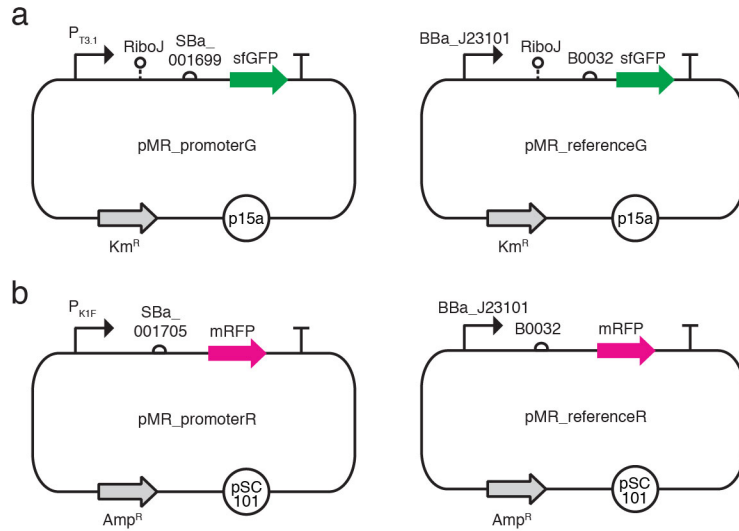 a
P_T3.1
RiboJ
SBa_
001699
sfGFP
pMR_promoterG
Km^R
p15a
BBa_J23101
RiboJ
B0032
sfGFP
pMR_referenceG
Km^R
p15a
b
P_K1F
SBa_
001705
mRFP
pMR_promoterR
Amp^R
pSC
101
BBa_J23101
B0032
mRFP
pMR_referenceR
Amp^R
pSC
101